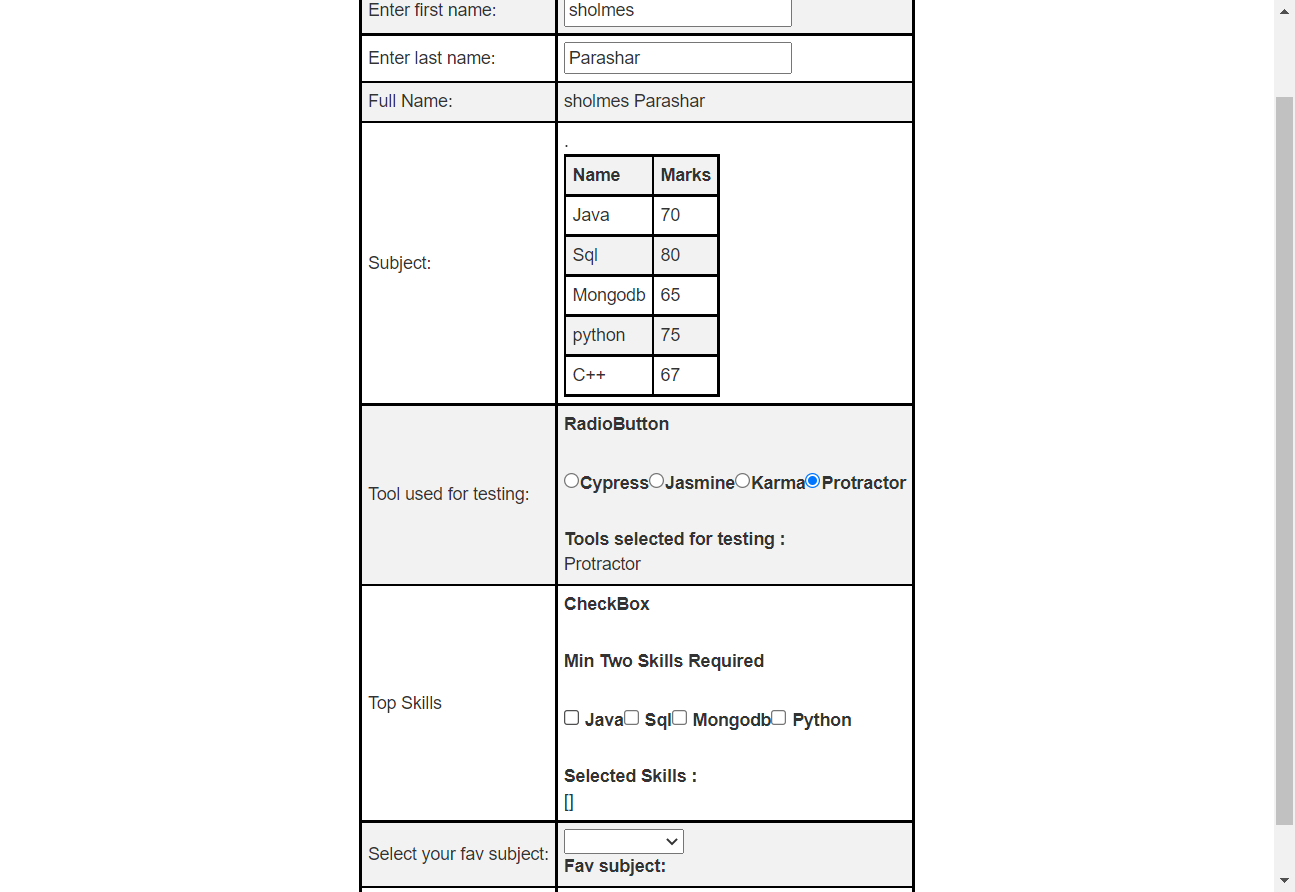 Enter first name: sholmes
Enter last name: Parashar
Full Name: sholmes Parashar
Subject:
.
Name Marks
Java 70
Sql 80
Mongodb 65
python 75
C++ 67
Tool used for testing:
RadioButton
Cypress Jasmine Karma Protractor
Tools selected for testing :
Protractor
Top Skills
CheckBox
Min Two Skills Required
Java Sql Mongodb Python
Selected Skills :
[]
Select your fav subject:
Fav subject: